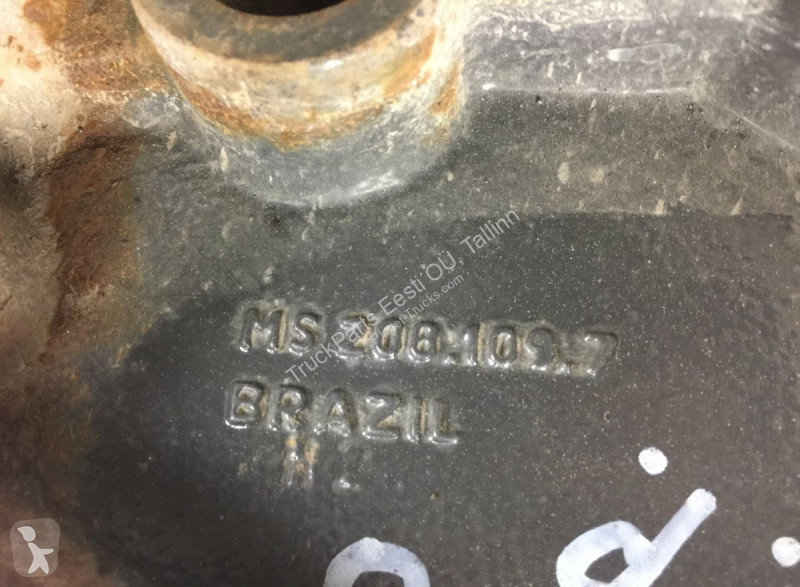 MS 208.109.7
BRAZIL
TruckParts Eesti OÜ, Tallinn